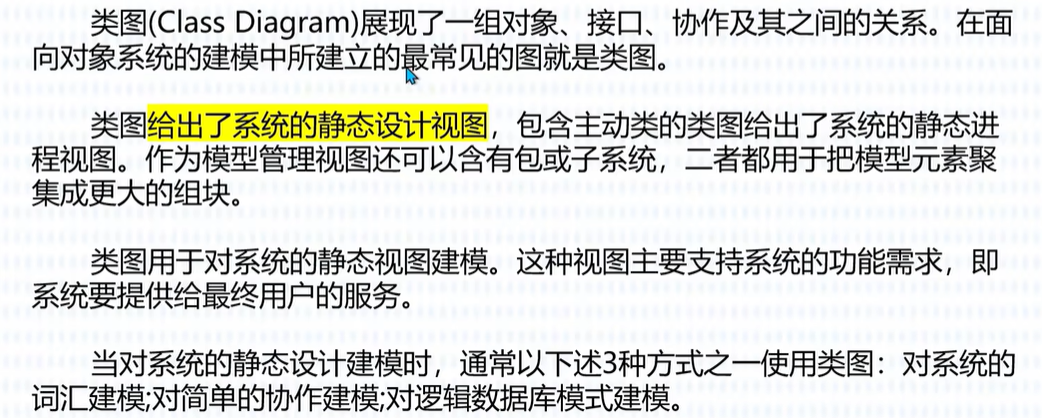 类图(Class Diagram)展现了一组对象、接口、协作及其之间的关系。在面
向对象系统的建模中所建立的最常见的图就是类图。
类图给出了系统的静态设计视图，包含主动类的类图给出了系统的静态进
程视图。作为模型管理视图还可以含有包或子系统，二者都用于把模型元素聚
集成更大的组块。
类图用于对系统的静态视图建模。这种视图主要支持系统的功能需求，即
系统要提供给最终用户的服务。
当对系统的静态设计建模时，通常以下述3种方式之一使用类图：对系统的
词汇建模;对简单的协作建模;对逻辑数据库模式建模。